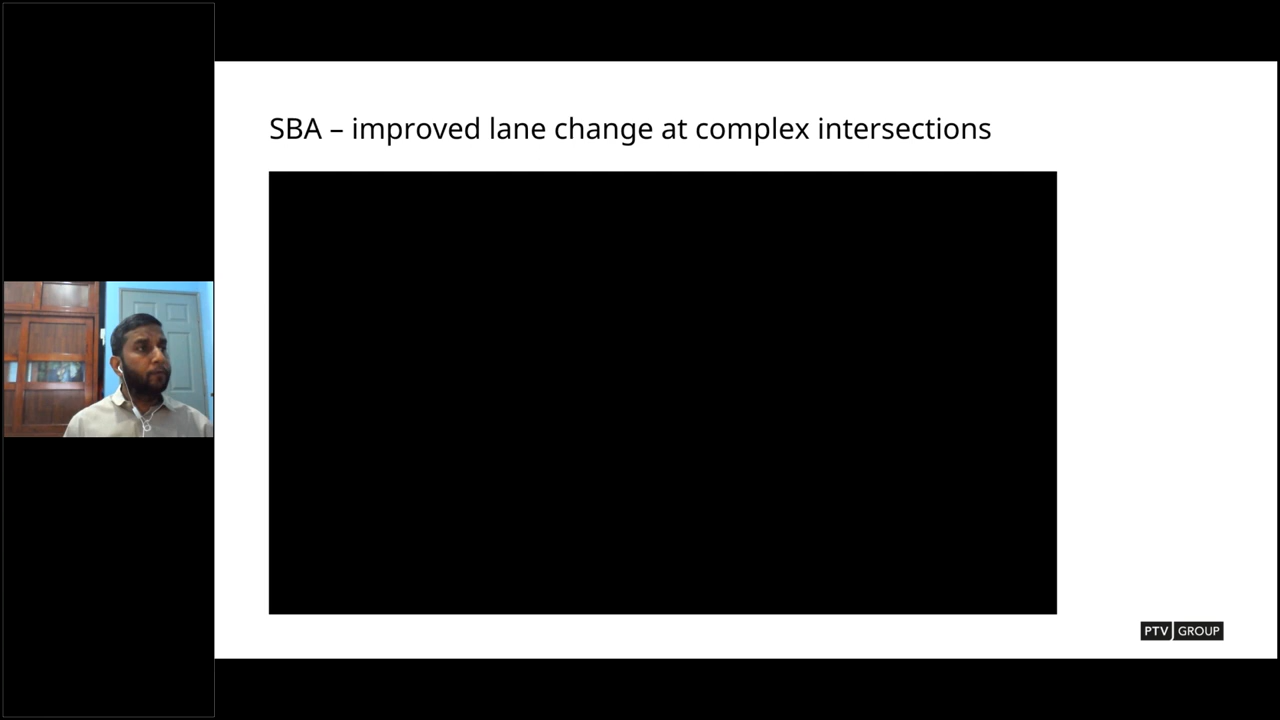 SBA – improved lane change at complex intersections
PTV GROUP